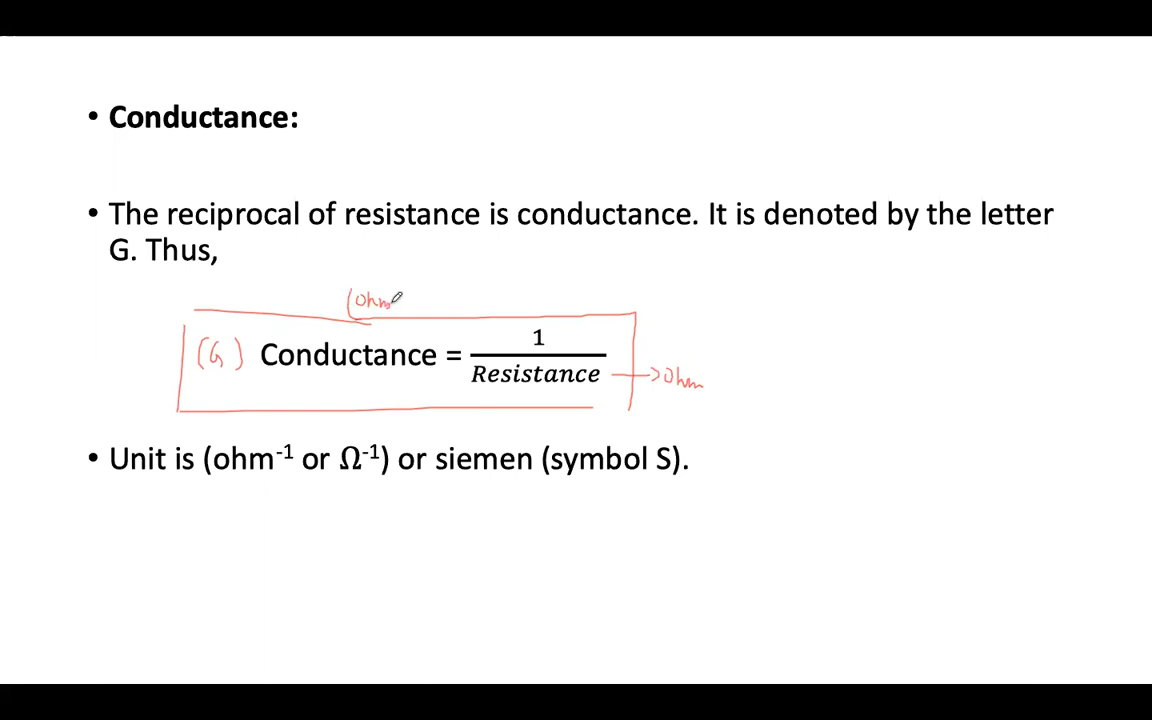 • Conductance:
• The reciprocal of resistance is conductance. It is denoted by the letter
G. Thus,
(ohm
(G) Conductance = 1/Resistance → ohm
• Unit is (ohm⁻¹ or Ω⁻¹) or siemen (symbol S).